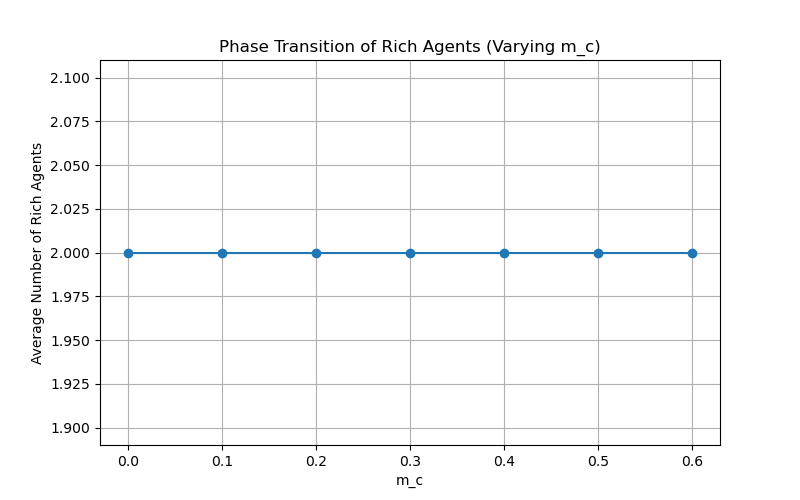 Phase Transition of Rich Agents (Varying m_c)
Average Number of Rich Agents
2.100
2.075
2.050
2.025
2.000
1.975
1.950
1.925
1.900
0.0 0.1 0.2 0.3 0.4 0.5 0.6
m_c